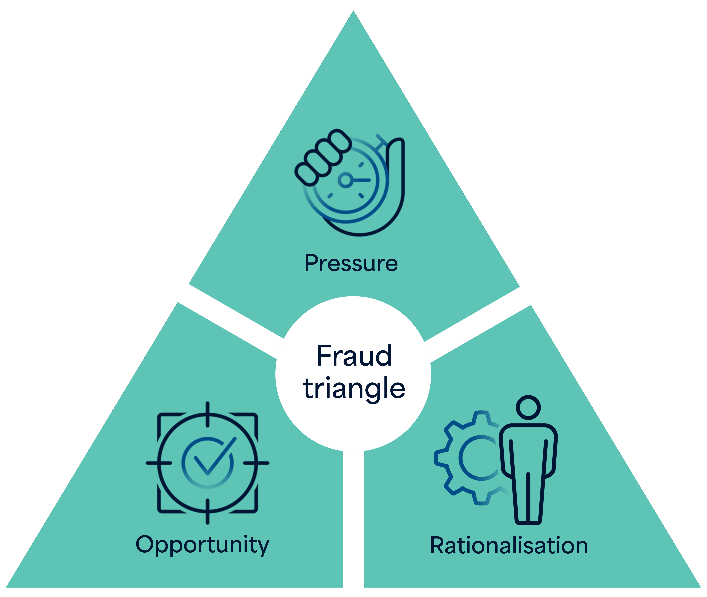 Pressure
Fraud
triangle
Opportunity
Rationalisation